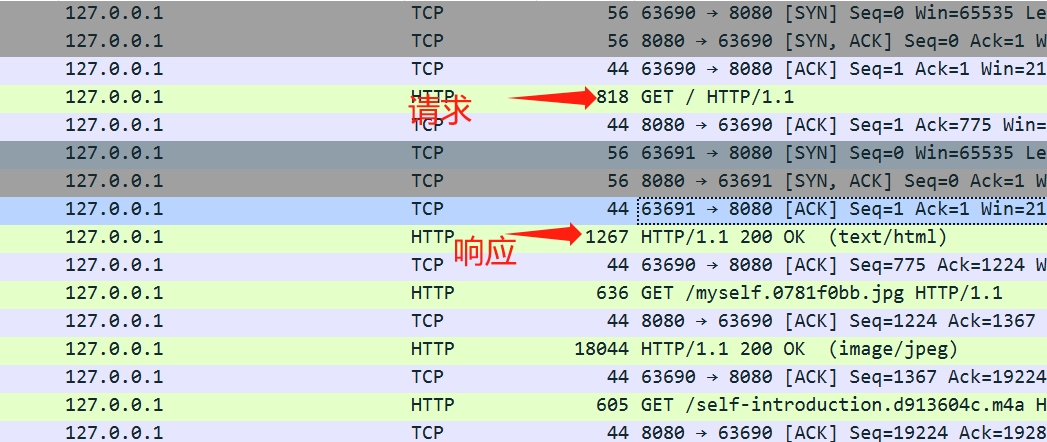 127.0.0.1 TCP 56 63690 → 8080 [SYN] Seq=0 Win=65535 Le
127.0.0.1 TCP 56 8080 → 63690 [SYN, ACK] Seq=0 Ack=1 W
127.0.0.1 TCP 44 63690 → 8080 [ACK] Seq=1 Ack=1 Win=21
127.0.0.1 HTTP 818 GET / HTTP/1.1
请求
127.0.0.1 TCP 44 8080 → 63690 [ACK] Seq=1 Ack=775 Win=
127.0.0.1 TCP 56 63691 → 8080 [SYN] Seq=0 Win=65535 Le
127.0.0.1 TCP 56 8080 → 63691 [SYN, ACK] Seq=0 Ack=1 W
127.0.0.1 TCP 44 63691 → 8080 [ACK] Seq=1 Ack=1 Win=21
127.0.0.1 HTTP 1267 HTTP/1.1 200 OK (text/html)
响应
127.0.0.1 TCP 44 63690 → 8080 [ACK] Seq=775 Ack=1224 W
127.0.0.1 HTTP 636 GET /myself.0781f0bb.jpg HTTP/1.1
127.0.0.1 TCP 44 8080 → 63690 [ACK] Seq=1224 Ack=1367
127.0.0.1 HTTP 18044 HTTP/1.1 200 OK (image/jpeg)
127.0.0.1 TCP 44 63690 → 8080 [ACK] Seq=1367 Ack=19224
127.0.0.1 HTTP 605 GET /self-introduction.d913604c.m4a H
127.0.0.1 TCP 44 8080 → 63690 [ACK] Seq=19224 Ack=1928